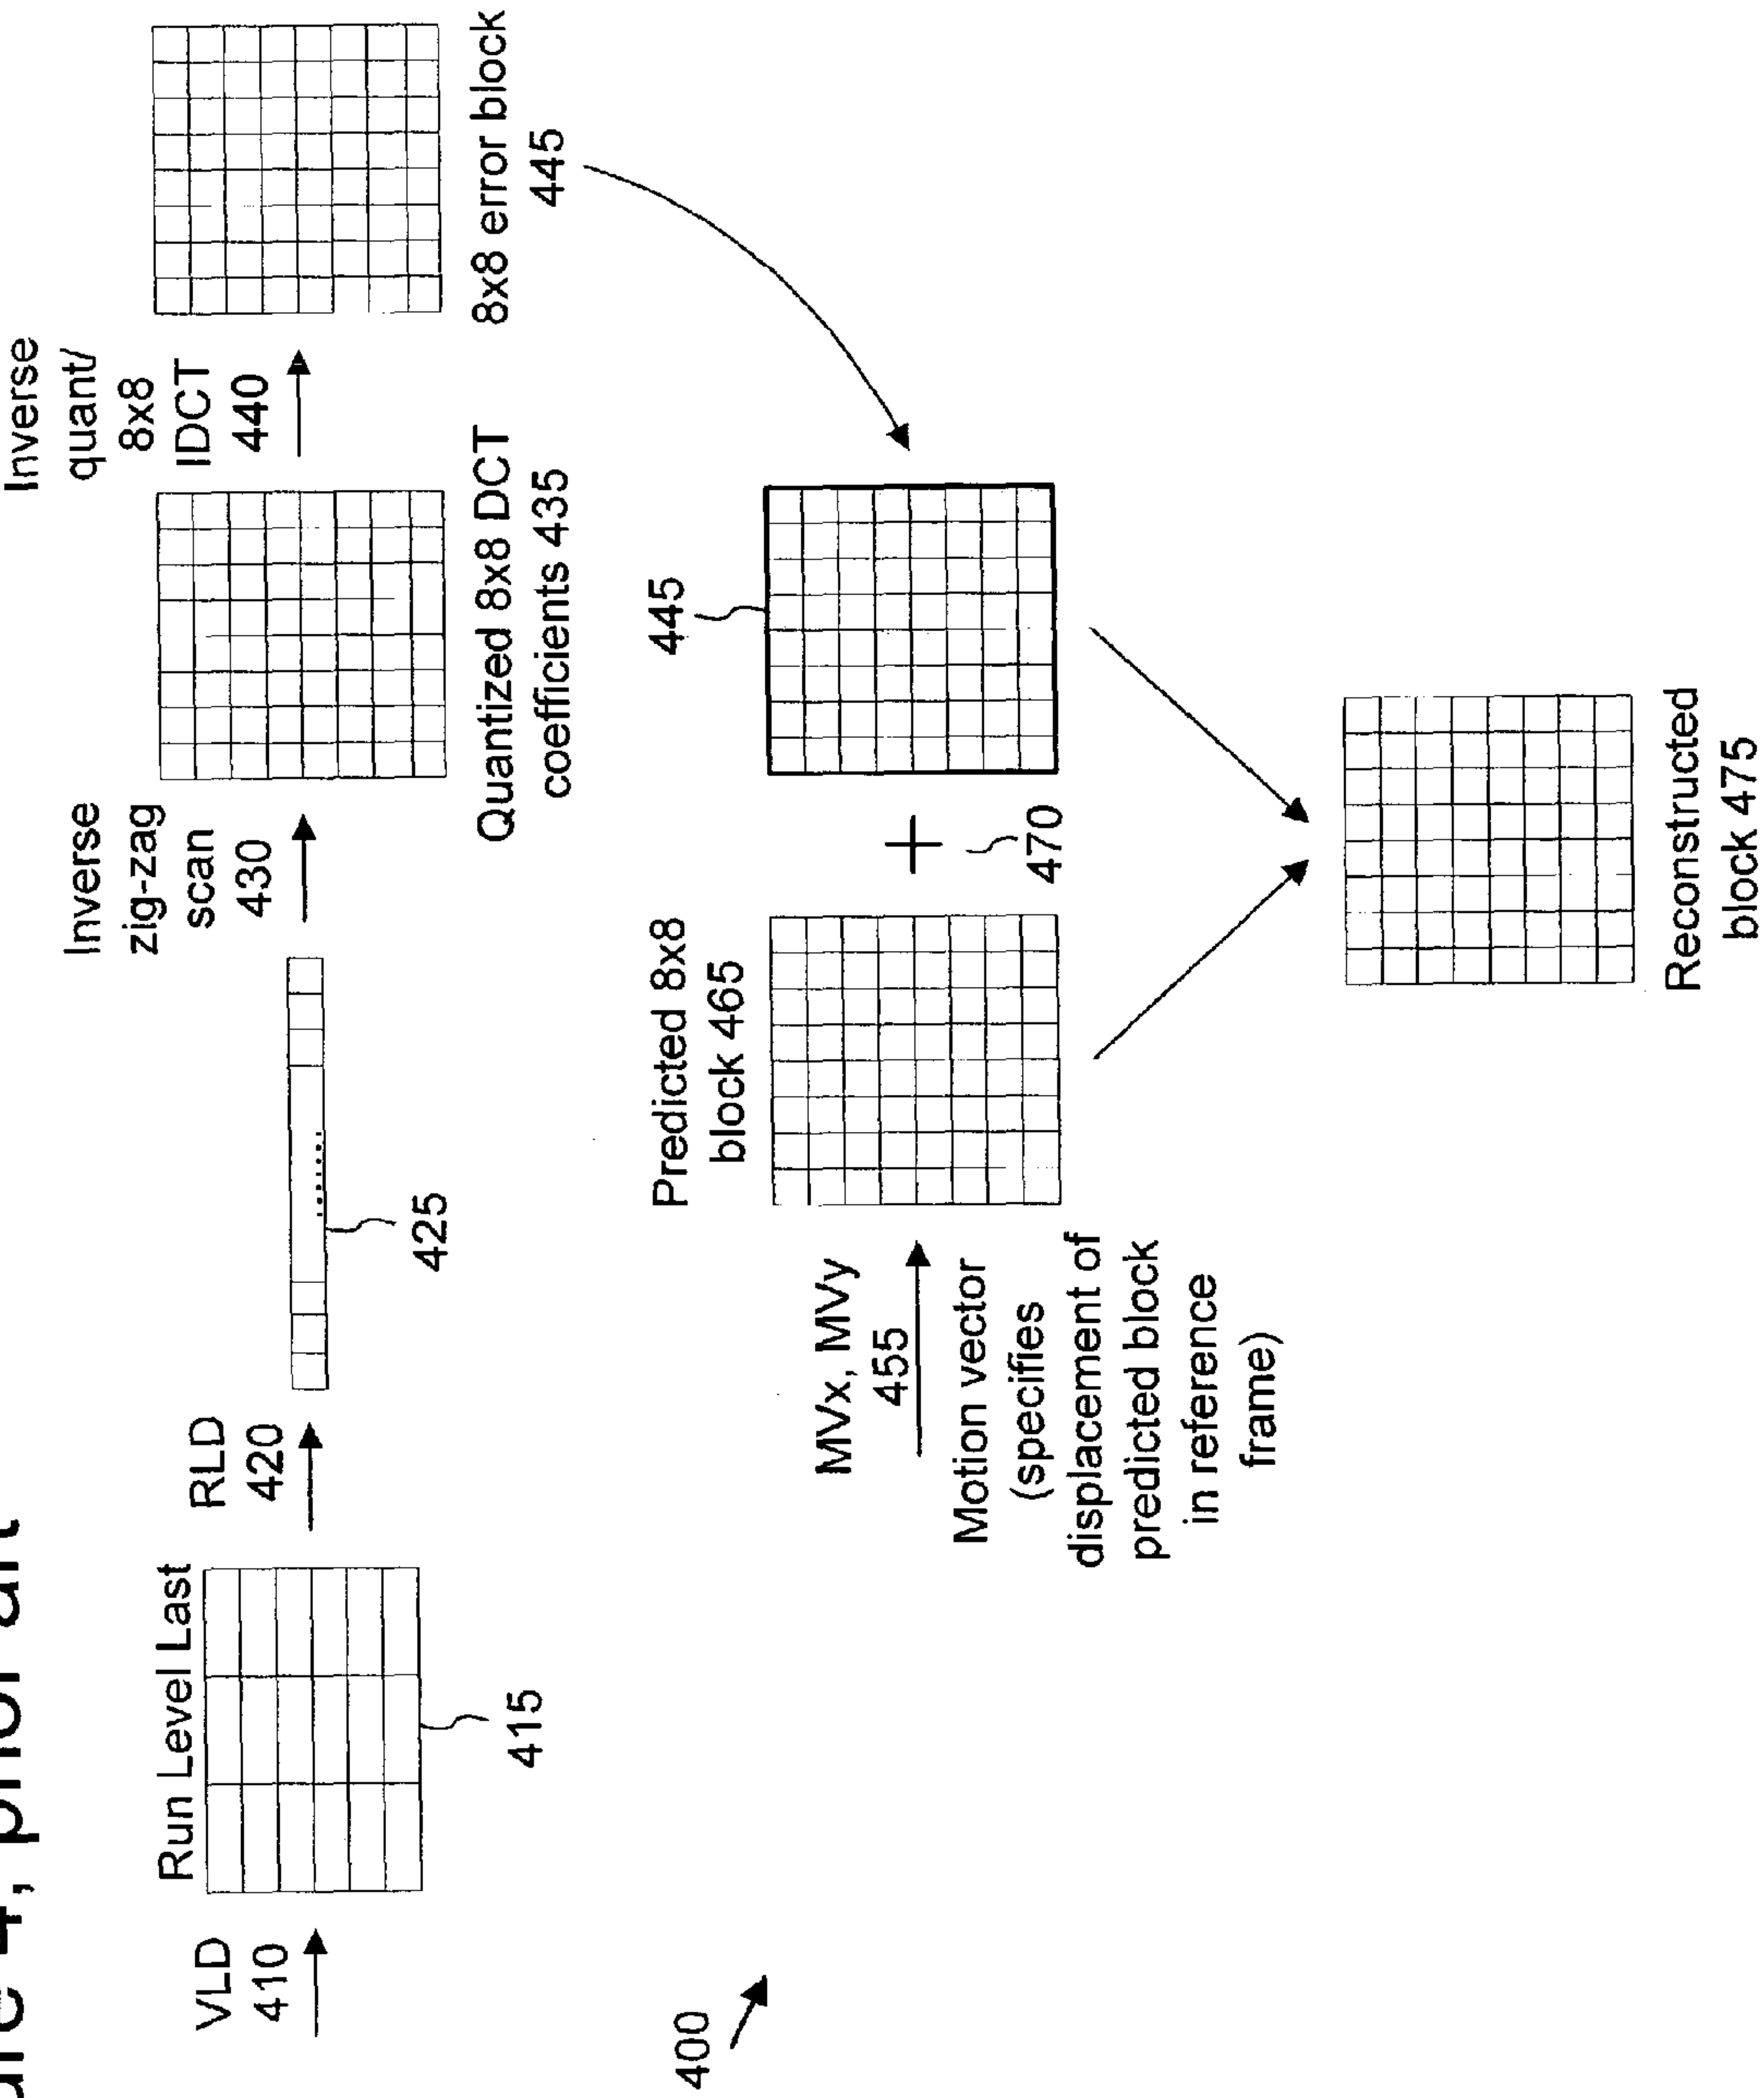 4, prior art
VLD
410
Run Level Last
415
RLD
420
425
Inverse
zig-zag
scan
430
Quantized 8x8 DCT
coefficients 435
Inverse
quant/
8x8
IDCT
440
8x8 error block
445
400
MVx, MVy
455
Motion vector
(specifies
displacement of
predicted block
in reference
frame)
Predicted 8x8
block 465
+
470
445
Reconstructed
block 475